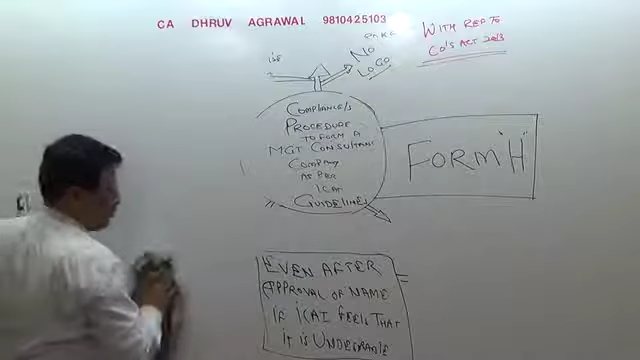 CA DHRUV AGRAWAL 9810425103
WITH REF TO
CO'S ACT 2013
NO
LOGO
COMPLIANCE/S
PROCEDURE
TO FORM A
MGT CONSULTANC
COMPANY
AS PER
ICAI
GUIDELINES
FORM "H"
EVEN AFTER
APPROVAL OF NAME
IF ICAI FEELS THAT
IT IS UNDESIRABLE